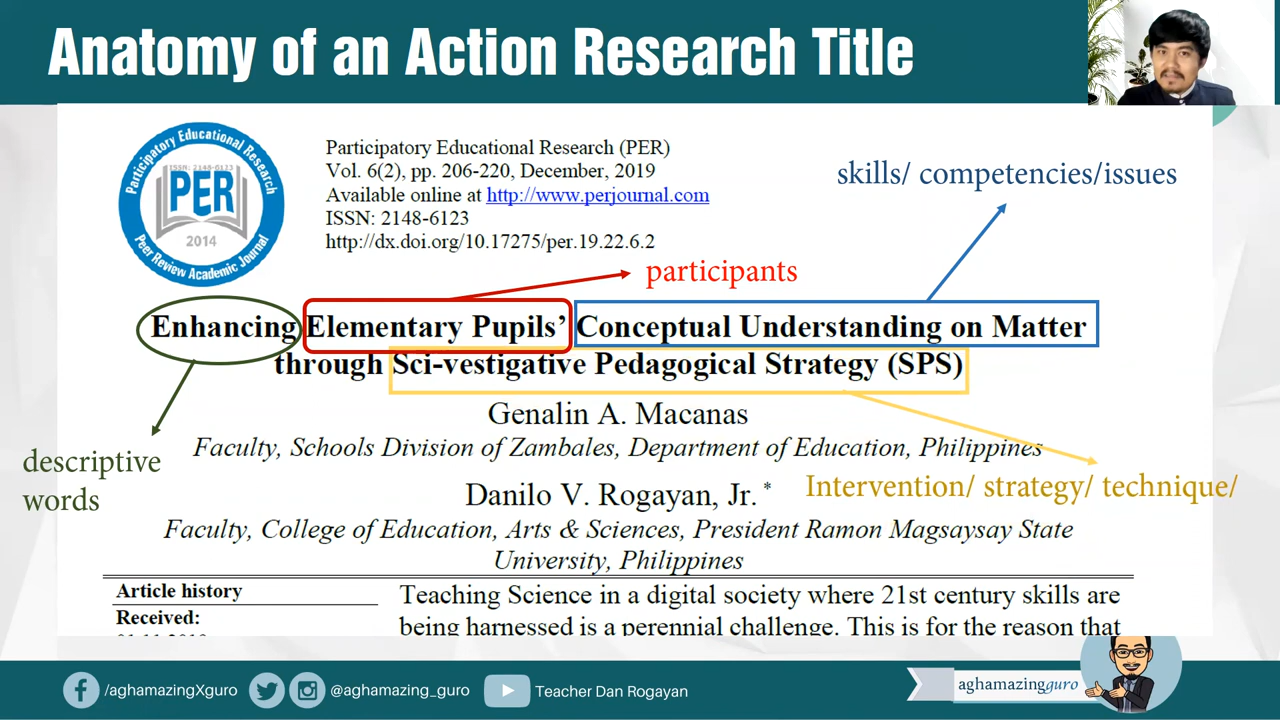 Anatomy of an Action Research Title
Participatory Educational Research
ISSN: 2148-6123
PER
2014
Peer Review Academic Journal
Participatory Educational Research (PER)
Vol. 6(2), pp. 206-220, December, 2019
Available online at http://www.perjournal.com
ISSN: 2148-6123
http://dx.doi.org/10.17275/per.19.22.6.2
skills/ competencies/issues
participants
Enhancing Elementary Pupils' Conceptual Understanding on Matter
through Sci-vestigative Pedagogical Strategy (SPS)
Genalin A. Macanas
Faculty, Schools Division of Zambales, Department of Education, Philippines
descriptive
words
Danilo V. Rogayan, Jr. *
Intervention/ strategy/ technique/
Faculty, College of Education, Arts & Sciences, President Ramon Magsaysay State
University, Philippines
Article history
Received:
Teaching Science in a digital society where 21st century skills are
being harnessed is a perennial challenge. This is for the reason that
/aghamazingXguro
@aghamazing_guro
Teacher Dan Rogayan
aghamazingguro